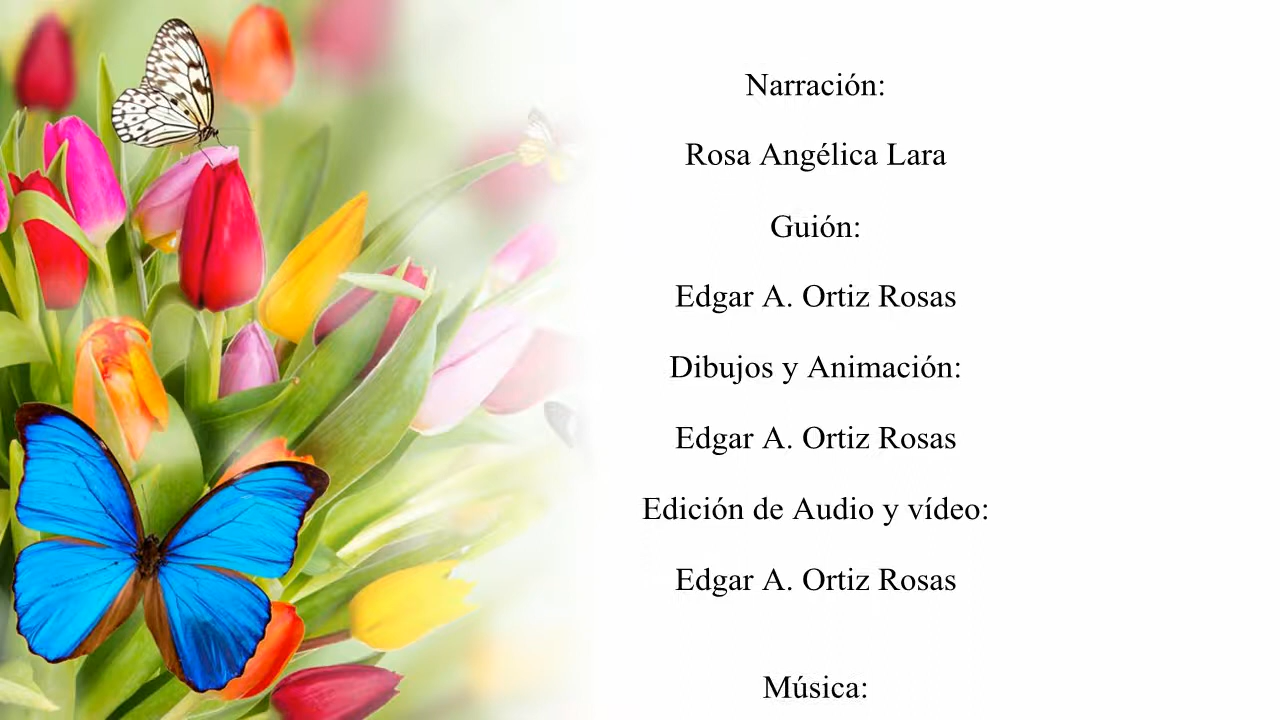 Narración:
Rosa Angélica Lara
Guión:
Edgar A. Ortiz Rosas
Dibujos y Animación:
Edgar A. Ortiz Rosas
Edición de Audio y vídeo:
Edgar A. Ortiz Rosas
Música: